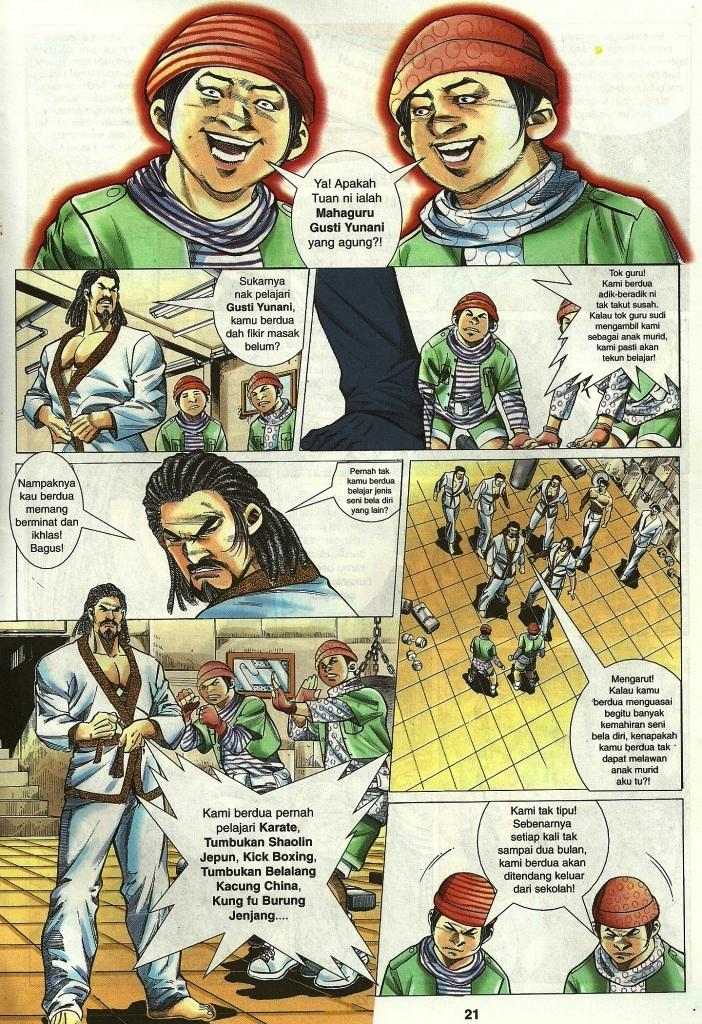 Ya! Apakah
Tuan ni ialah
Mahaguru
Gusti Yunani
yang agung?!
Sukarnya
nak pelajari
Gusti Yunani,
kamu berdua
dah fikir masak
belum?
Tok guru!
Kami berdua
adik-beradik ni
tak takut susah.
Kalau tok guru sudi
mengambil kami
sebagai anak murid,
kami pasti akan
tekun belajar!
Nampaknya
kau berdua
memang
berminat dan
ikhlas!
Bagus!
Pernah tak
kamu berdua
belajar jenis
seni bela diri
yang lain?
Kami berdua pernah
pelajari Karate,
Tumbukan Shaolin
Jepun, Kick Boxing,
Tumbukan Belalang
Kacung China,
Kung fu Burung
Jenjang....
Mengarut!
Kalau kamu
berdua menguasai
begitu banyak
kemahiran seni
bela diri, kenapakah
kamu berdua tak
dapat melawan
anak murid
aku tu?!
Kami tak tipu!
Sebenarnya
setiap kali tak
sampai dua bulan,
kami berdua akan
ditendang keluar
dari sekolah!
21